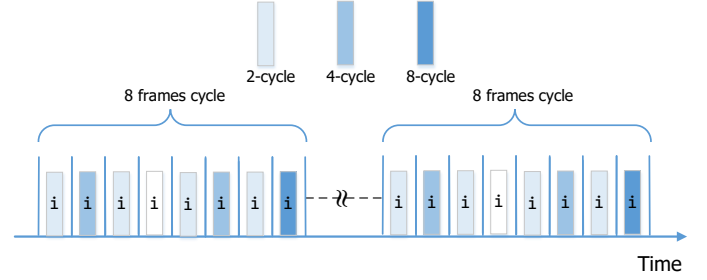 2-cycle 4-cycle 8-cycle
8 frames cycle 8 frames cycle
i i i i i i i i i i i i i i i i
Time